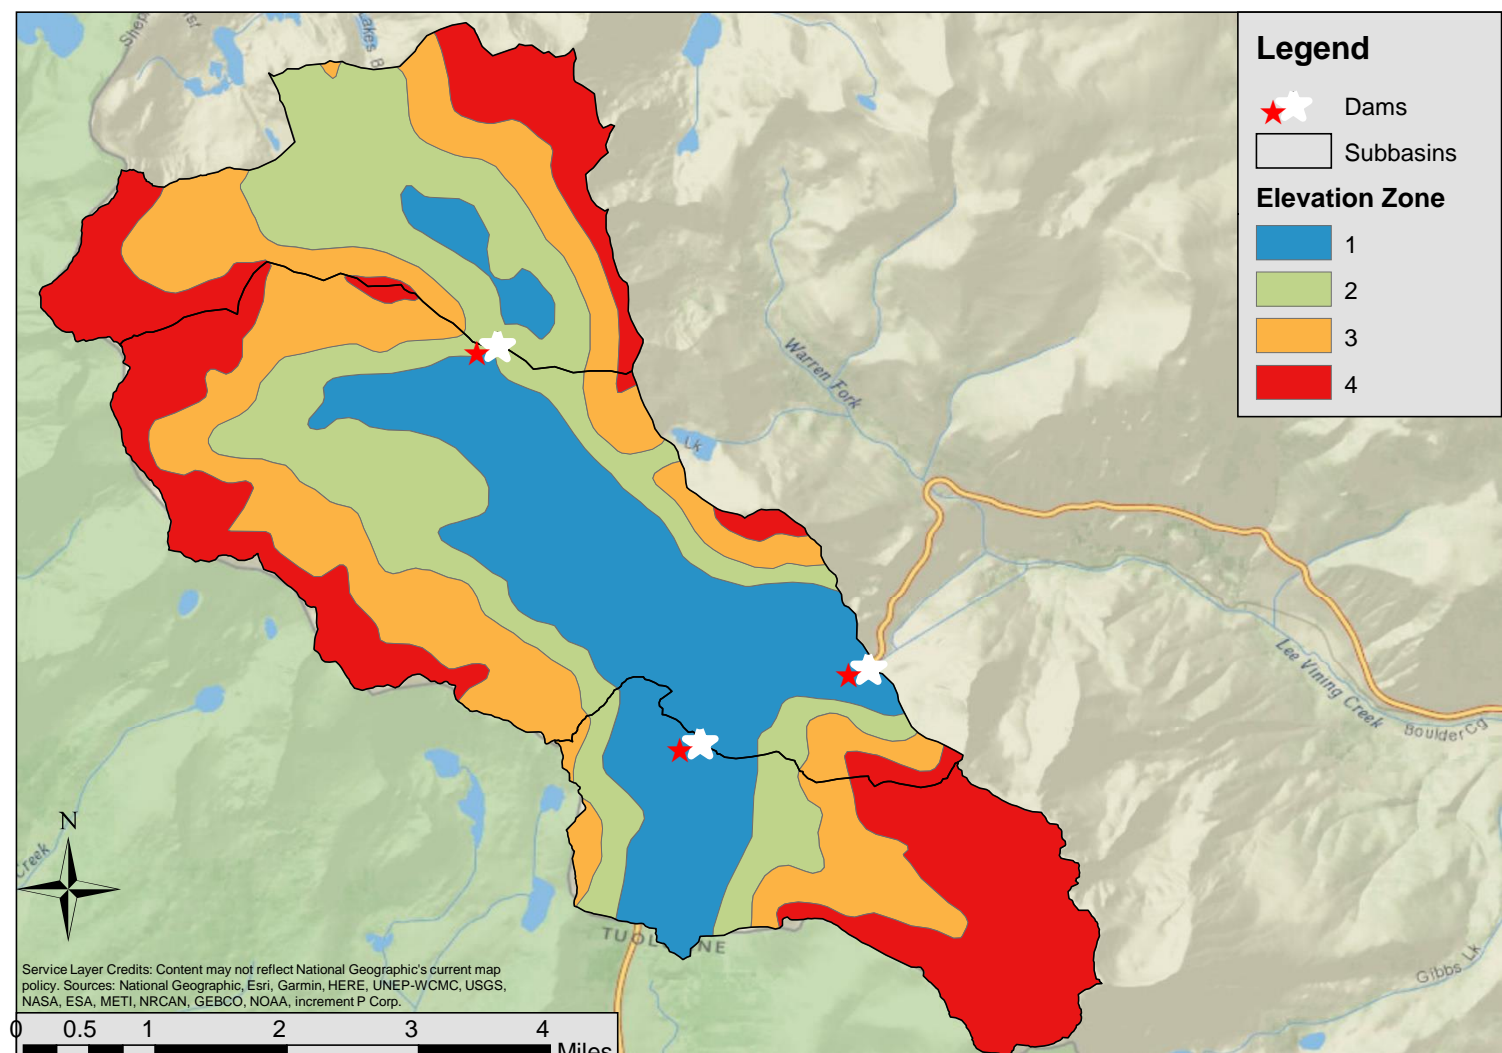 Legend
Dams
Subbasins
Elevation Zone
1
2
3
4
Lk
Warren Fork
Lee Vining Creek
Boulder
Gibbs Lk
Creek
N
Service Layer Credits: Content may not reflect National Geographic's current map
policy. Sources: National Geographic, Esri, Garmin, HERE, UNEP-WCMC, USGS,
NASA, ESA, METI, NRCAN, GEBCO, NOAA, increment P Corp.
0 0.5 1 2 3 4
Miles